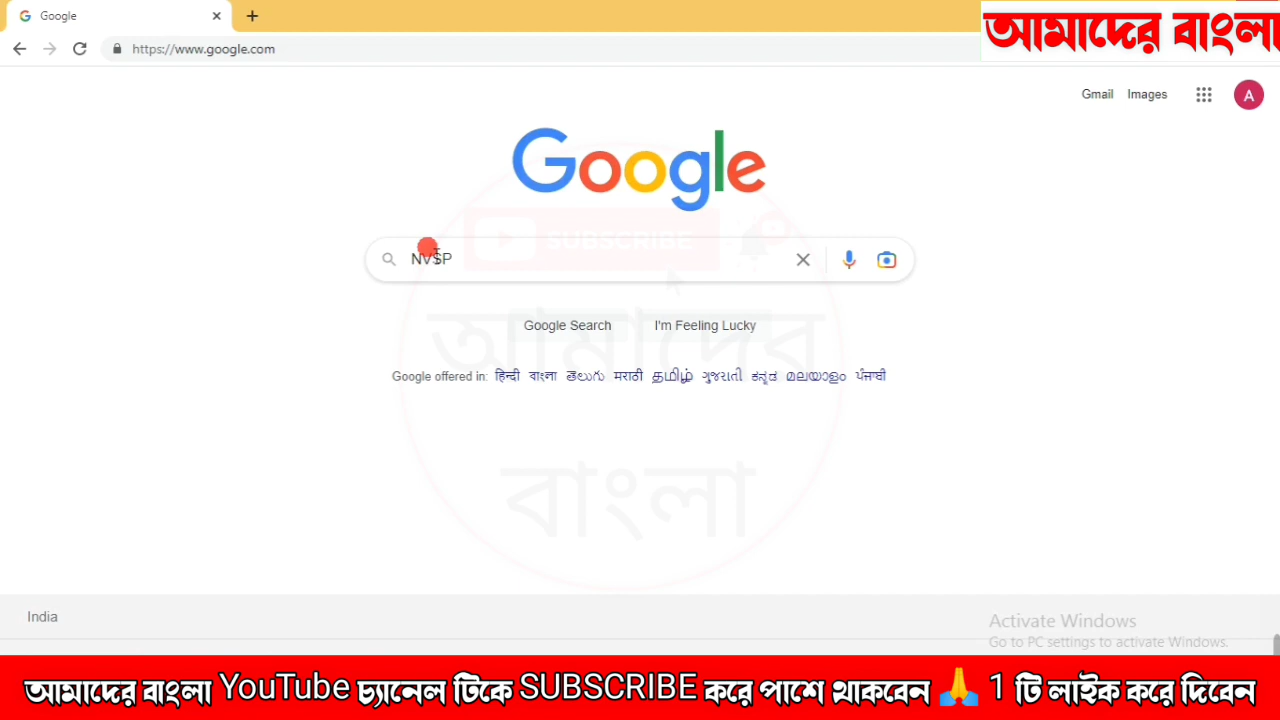 Google
আমাদের বাংলা
https://www.google.com
Gmail Images
A
Google
SUBSCRIBE
NVSP
Google Search I'm Feeling Lucky
আমাদের
Google offered in: हिन्दी বাংলা తెలుగు मराठी தமிழ் ગુજરાતી ಕನ್ನಡ മലയാളം ਪੰਜਾਬੀ
বাংলা
India
Activate Windows
Go to PC settings to activate Windows.
আমাদের বাংলা YouTube চ্যানেল টিকে SUBSCRIBE করে পাশে থাকবেন 🙏 1 টি লাইক করে দিবেন